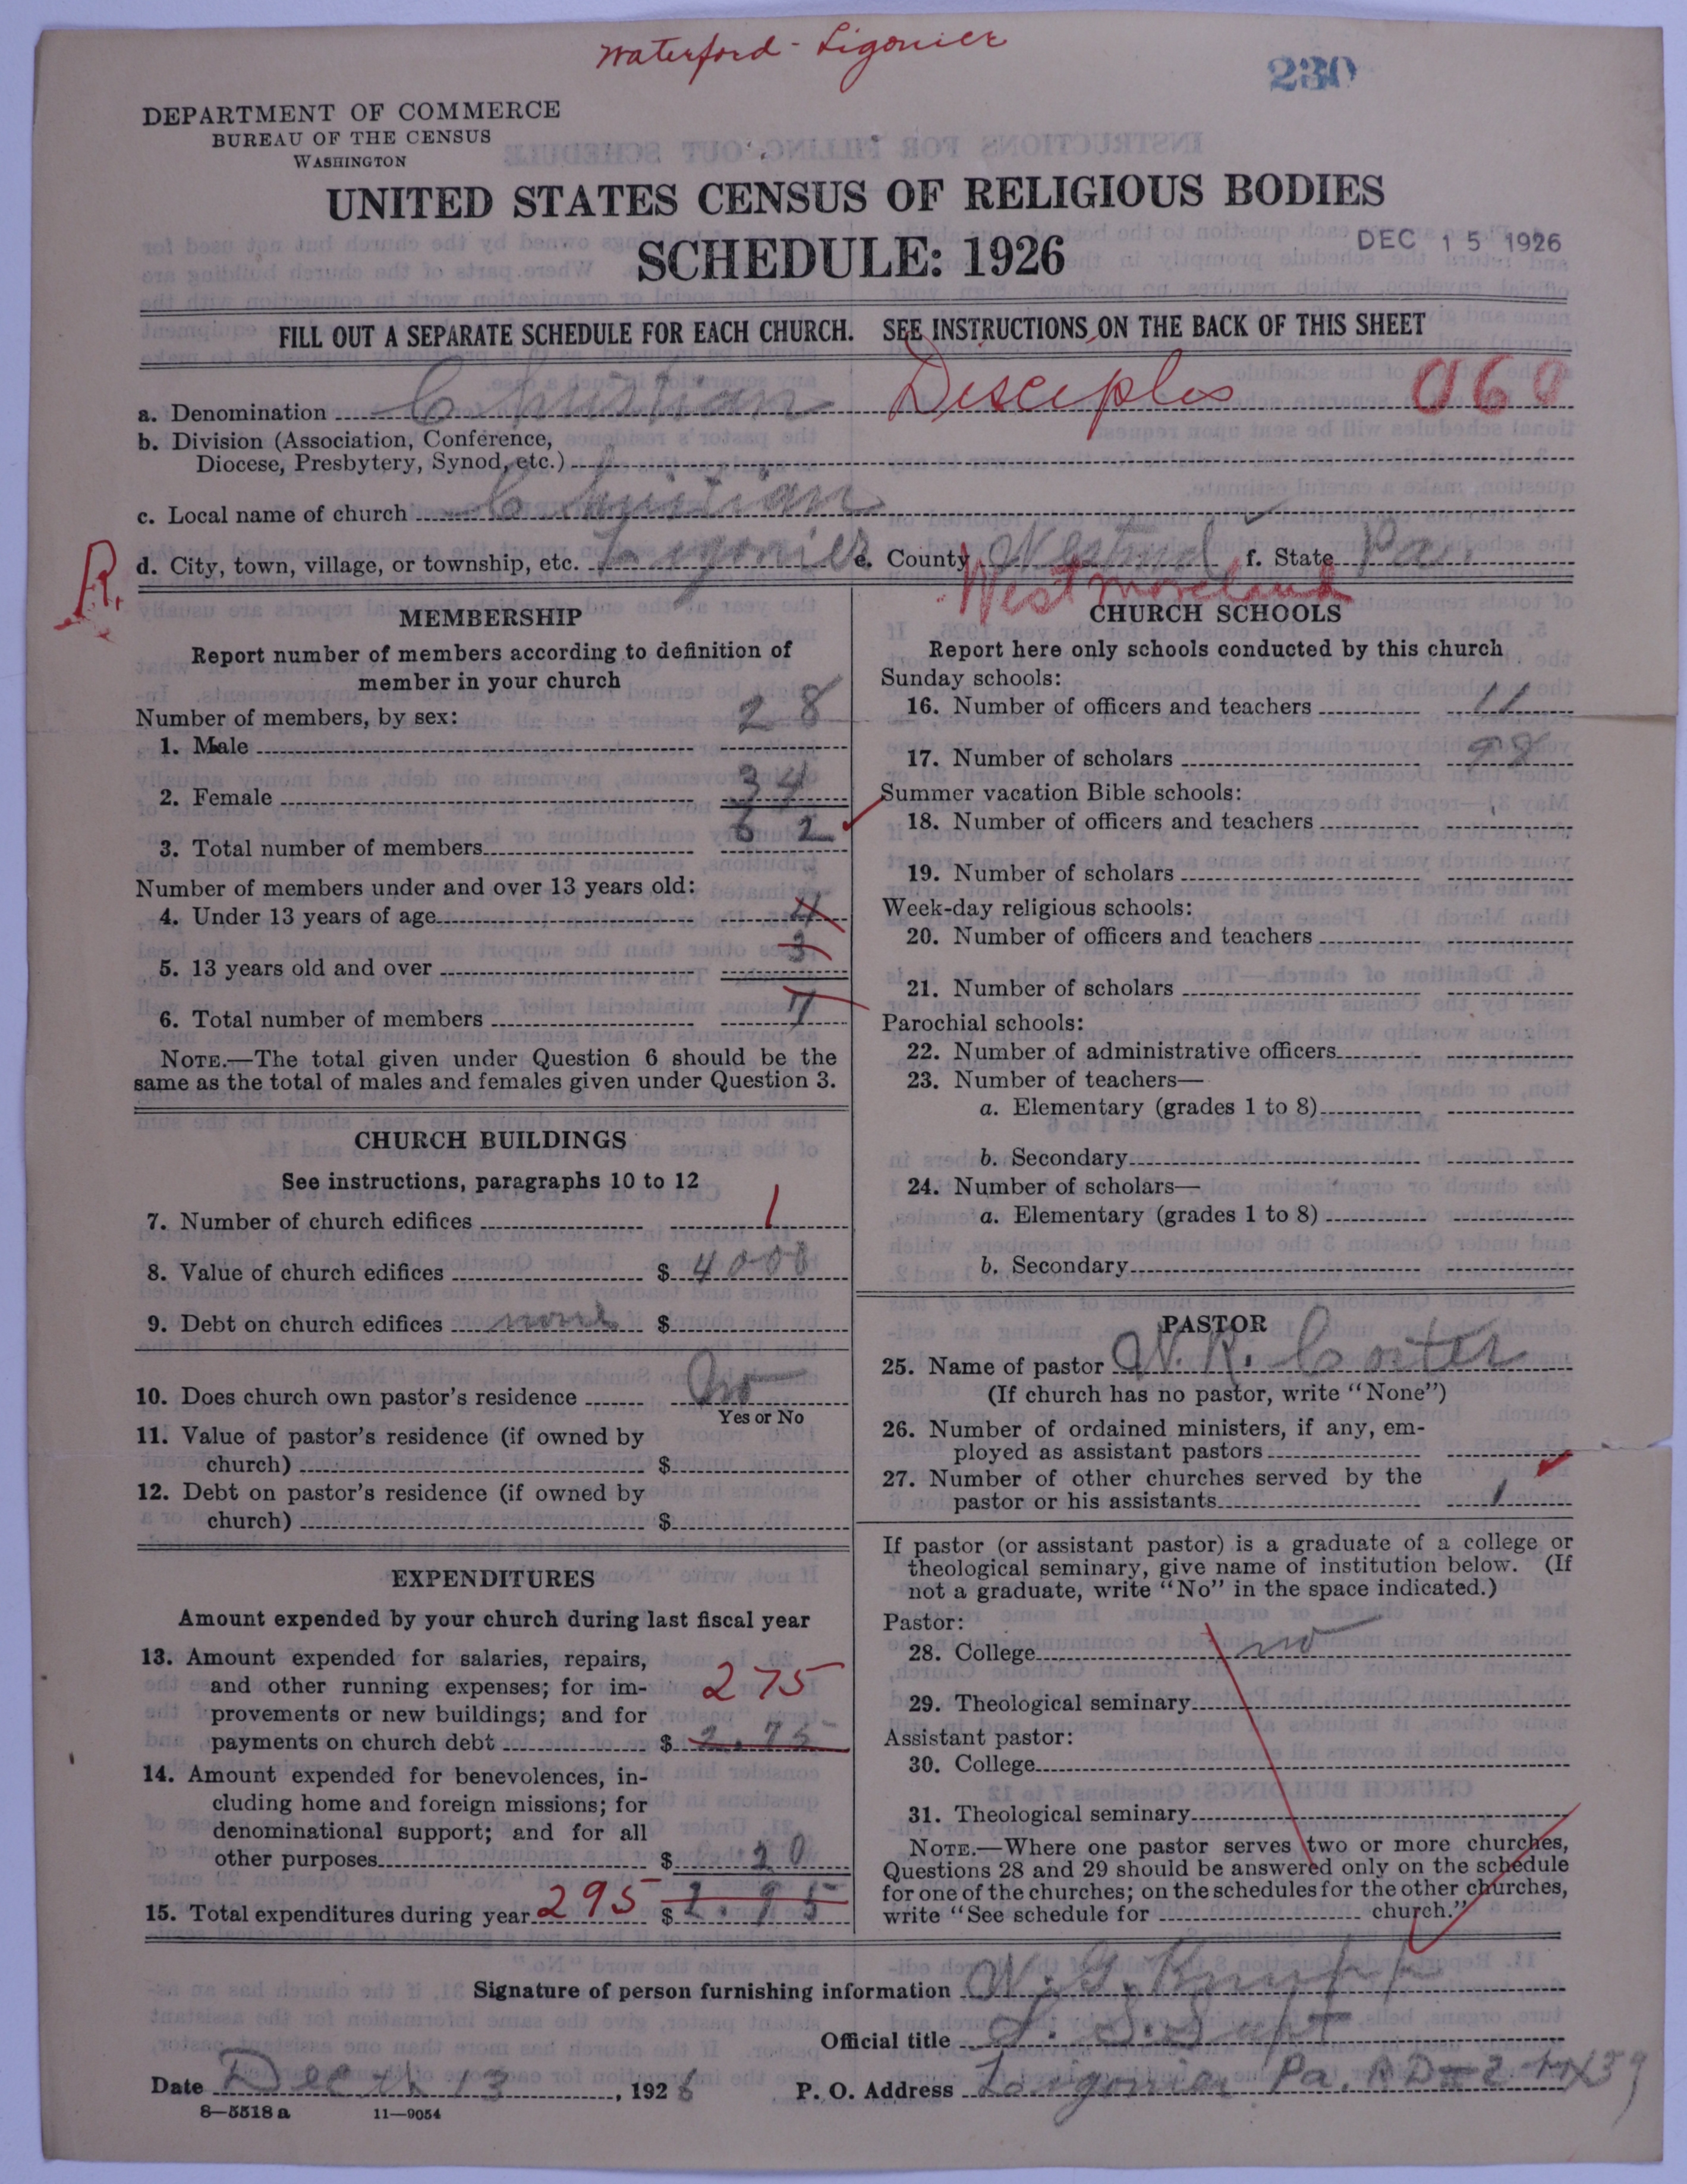 Waterford - Ligonier
230
DEPARTMENT OF COMMERCE
BUREAU OF THE CENSUS
WASHINGTON
UNITED STATES CENSUS OF RELIGIOUS BODIES
SCHEDULE: 1926
DEC 15 1926
FILL OUT A SEPARATE SCHEDULE FOR EACH CHURCH. SEE INSTRUCTIONS ON THE BACK OF THIS SHEET
a. Denomination Christian Disciples 060
b. Division (Association, Conference,
Diocese, Presbytery, Synod, etc.)
c. Local name of church Christian
R. d. City, town, village, or township, etc. Ligonier e. County Westmd f. State Pa.
Westmoreland
MEMBERSHIP
Report number of members according to definition of
member in your church
Number of members, by sex:
1. Male 28
2. Female 34
3. Total number of members 62
Number of members under and over 13 years old:
4. Under 13 years of age 4
5. 13 years old and over 3
6. Total number of members 7
NOTE.—The total given under Question 6 should be the
same as the total of males and females given under Question 3.
CHURCH BUILDINGS
See instructions, paragraphs 10 to 12
7. Number of church edifices 1
8. Value of church edifices $ 4000
9. Debt on church edifices none $
10. Does church own pastor's residence No
Yes or No
11. Value of pastor's residence (if owned by
church) $
12. Debt on pastor's residence (if owned by
church) $
EXPENDITURES
Amount expended by your church during last fiscal year
13. Amount expended for salaries, repairs,
and other running expenses; for im-
provements or new buildings; and for 275
payments on church debt $ 2.75
14. Amount expended for benevolences, in-
cluding home and foreign missions; for
denominational support; and for all
other purposes $ 20
15. Total expenditures during year 295 $ 2.95
CHURCH SCHOOLS
Report here only schools conducted by this church
Sunday schools:
16. Number of officers and teachers 11
17. Number of scholars 98
Summer vacation Bible schools:
18. Number of officers and teachers
19. Number of scholars
Week-day religious schools:
20. Number of officers and teachers
21. Number of scholars
Parochial schools:
22. Number of administrative officers
23. Number of teachers—
a. Elementary (grades 1 to 8)
b. Secondary
24. Number of scholars—
a. Elementary (grades 1 to 8)
b. Secondary
PASTOR
25. Name of pastor W. R. Coiter
(If church has no pastor, write "None")
26. Number of ordained ministers, if any, em-
ployed as assistant pastors
27. Number of other churches served by the
pastor or his assistants 1
If pastor (or assistant pastor) is a graduate of a college or
theological seminary, give name of institution below. (If
not a graduate, write "No" in the space indicated.)
Pastor:
28. College no
29. Theological seminary
Assistant pastor:
30. College
31. Theological seminary
NOTE.—Where one pastor serves two or more churches,
Questions 28 and 29 should be answered only on the schedule
for one of the churches; on the schedules for the other churches,
write "See schedule for church."
Signature of person furnishing information W. G. Knupp
Official title S. S. Supt
Date Dec th 13, 1926 P. O. Address Ligonier Pa. RD#2 BX59
8—5518 a 11—9054